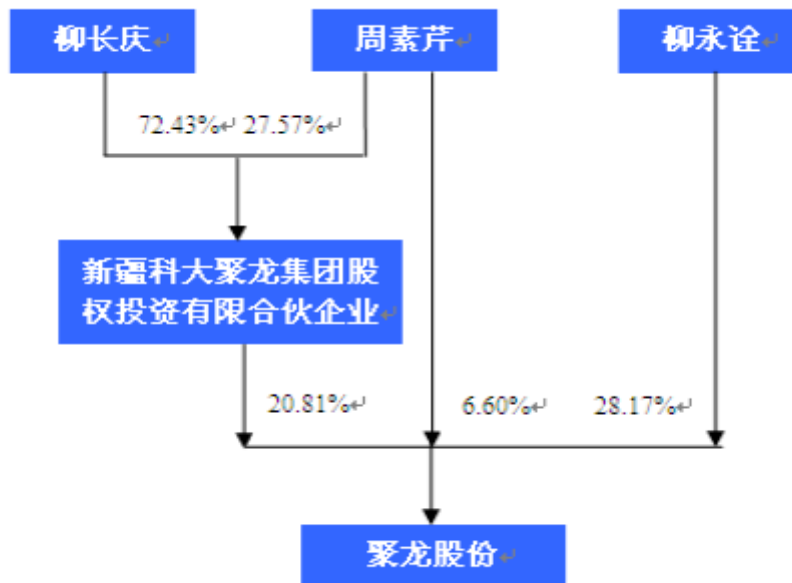 柳长庆
周素芹
柳永诠
72.43%
27.57%
新疆科大聚龙集团股
权投资有限合伙企业
20.81%
6.60%
28.17%
聚龙股份